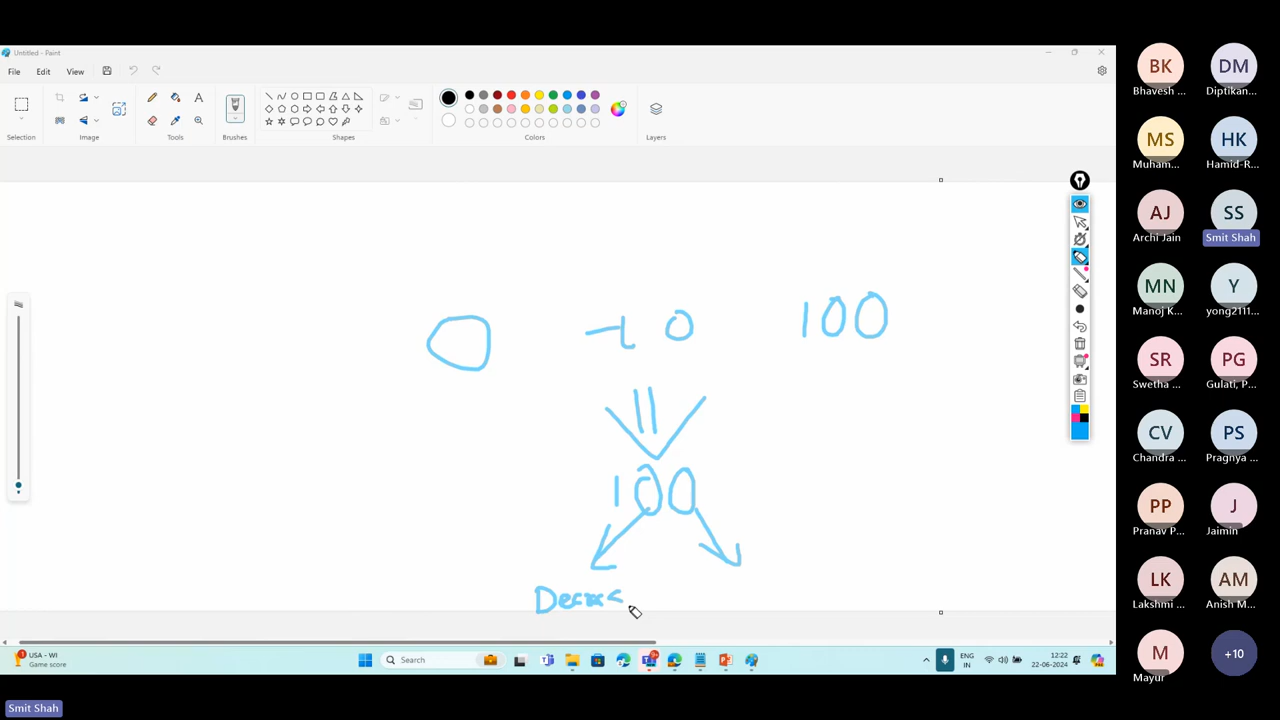 Untitled - Paint
File Edit View
Selection Image Tools Brushes Shapes Colors Layers
0 -10 100
100
USA - WI
Game score
Search
ENG
IN
12:22
22-06-2024
BK
Bhavesh ...
DM
Diptikan...
MS
Muham...
HK
Hamid-R...
AJ
Archi Jain
SS
Smit Shah
MN
Manoj K...
Y
yong2111...
SR
Swetha ...
PG
Gulati, P...
CV
Chandra ...
PS
Pragnya ...
PP
Pranav P...
J
Jaimin
LK
Lakshmi ...
AM
Anish M...
M
Mayur
+10
Smit Shah